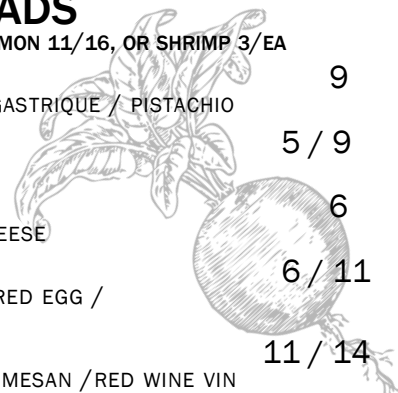 ADS
MON 11/16, OR SHRIMP 3/EA
9
GASTRIQUE / PISTACHIO
5 / 9
6
EESE
6 / 11
RED EGG /
11 / 14
MESAN /RED WINE VIN